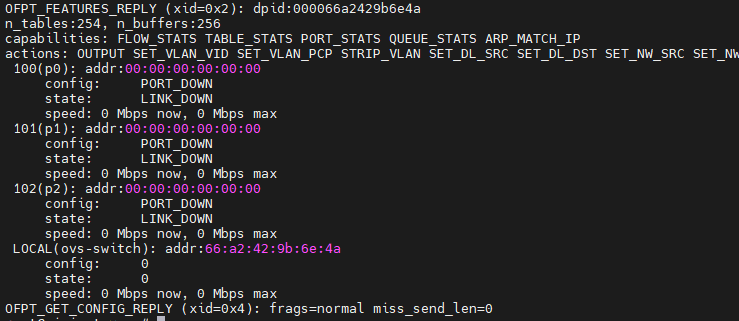 OFPT_FEATURES_REPLY (xid=0x2): dpid:000066a2429b6e4a
n_tables:254, n_buffers:256
capabilities: FLOW_STATS TABLE_STATS PORT_STATS QUEUE_STATS ARP_MATCH_IP
actions: OUTPUT SET_VLAN_VID SET_VLAN_PCP STRIP_VLAN SET_DL_SRC SET_DL_DST SET_NW_SRC SET_NW
100(p0): addr:00:00:00:00:00:00
config: PORT_DOWN
state: LINK_DOWN
speed: 0 Mbps now, 0 Mbps max
101(p1): addr:00:00:00:00:00:00
config: PORT_DOWN
state: LINK_DOWN
speed: 0 Mbps now, 0 Mbps max
102(p2): addr:00:00:00:00:00:00
config: PORT_DOWN
state: LINK_DOWN
speed: 0 Mbps now, 0 Mbps max
LOCAL(ovs-switch): addr:66:a2:42:9b:6e:4a
config: 0
state: 0
speed: 0 Mbps now, 0 Mbps max
OFPT_GET_CONFIG_REPLY (xid=0x4): frags=normal miss_send_len=0